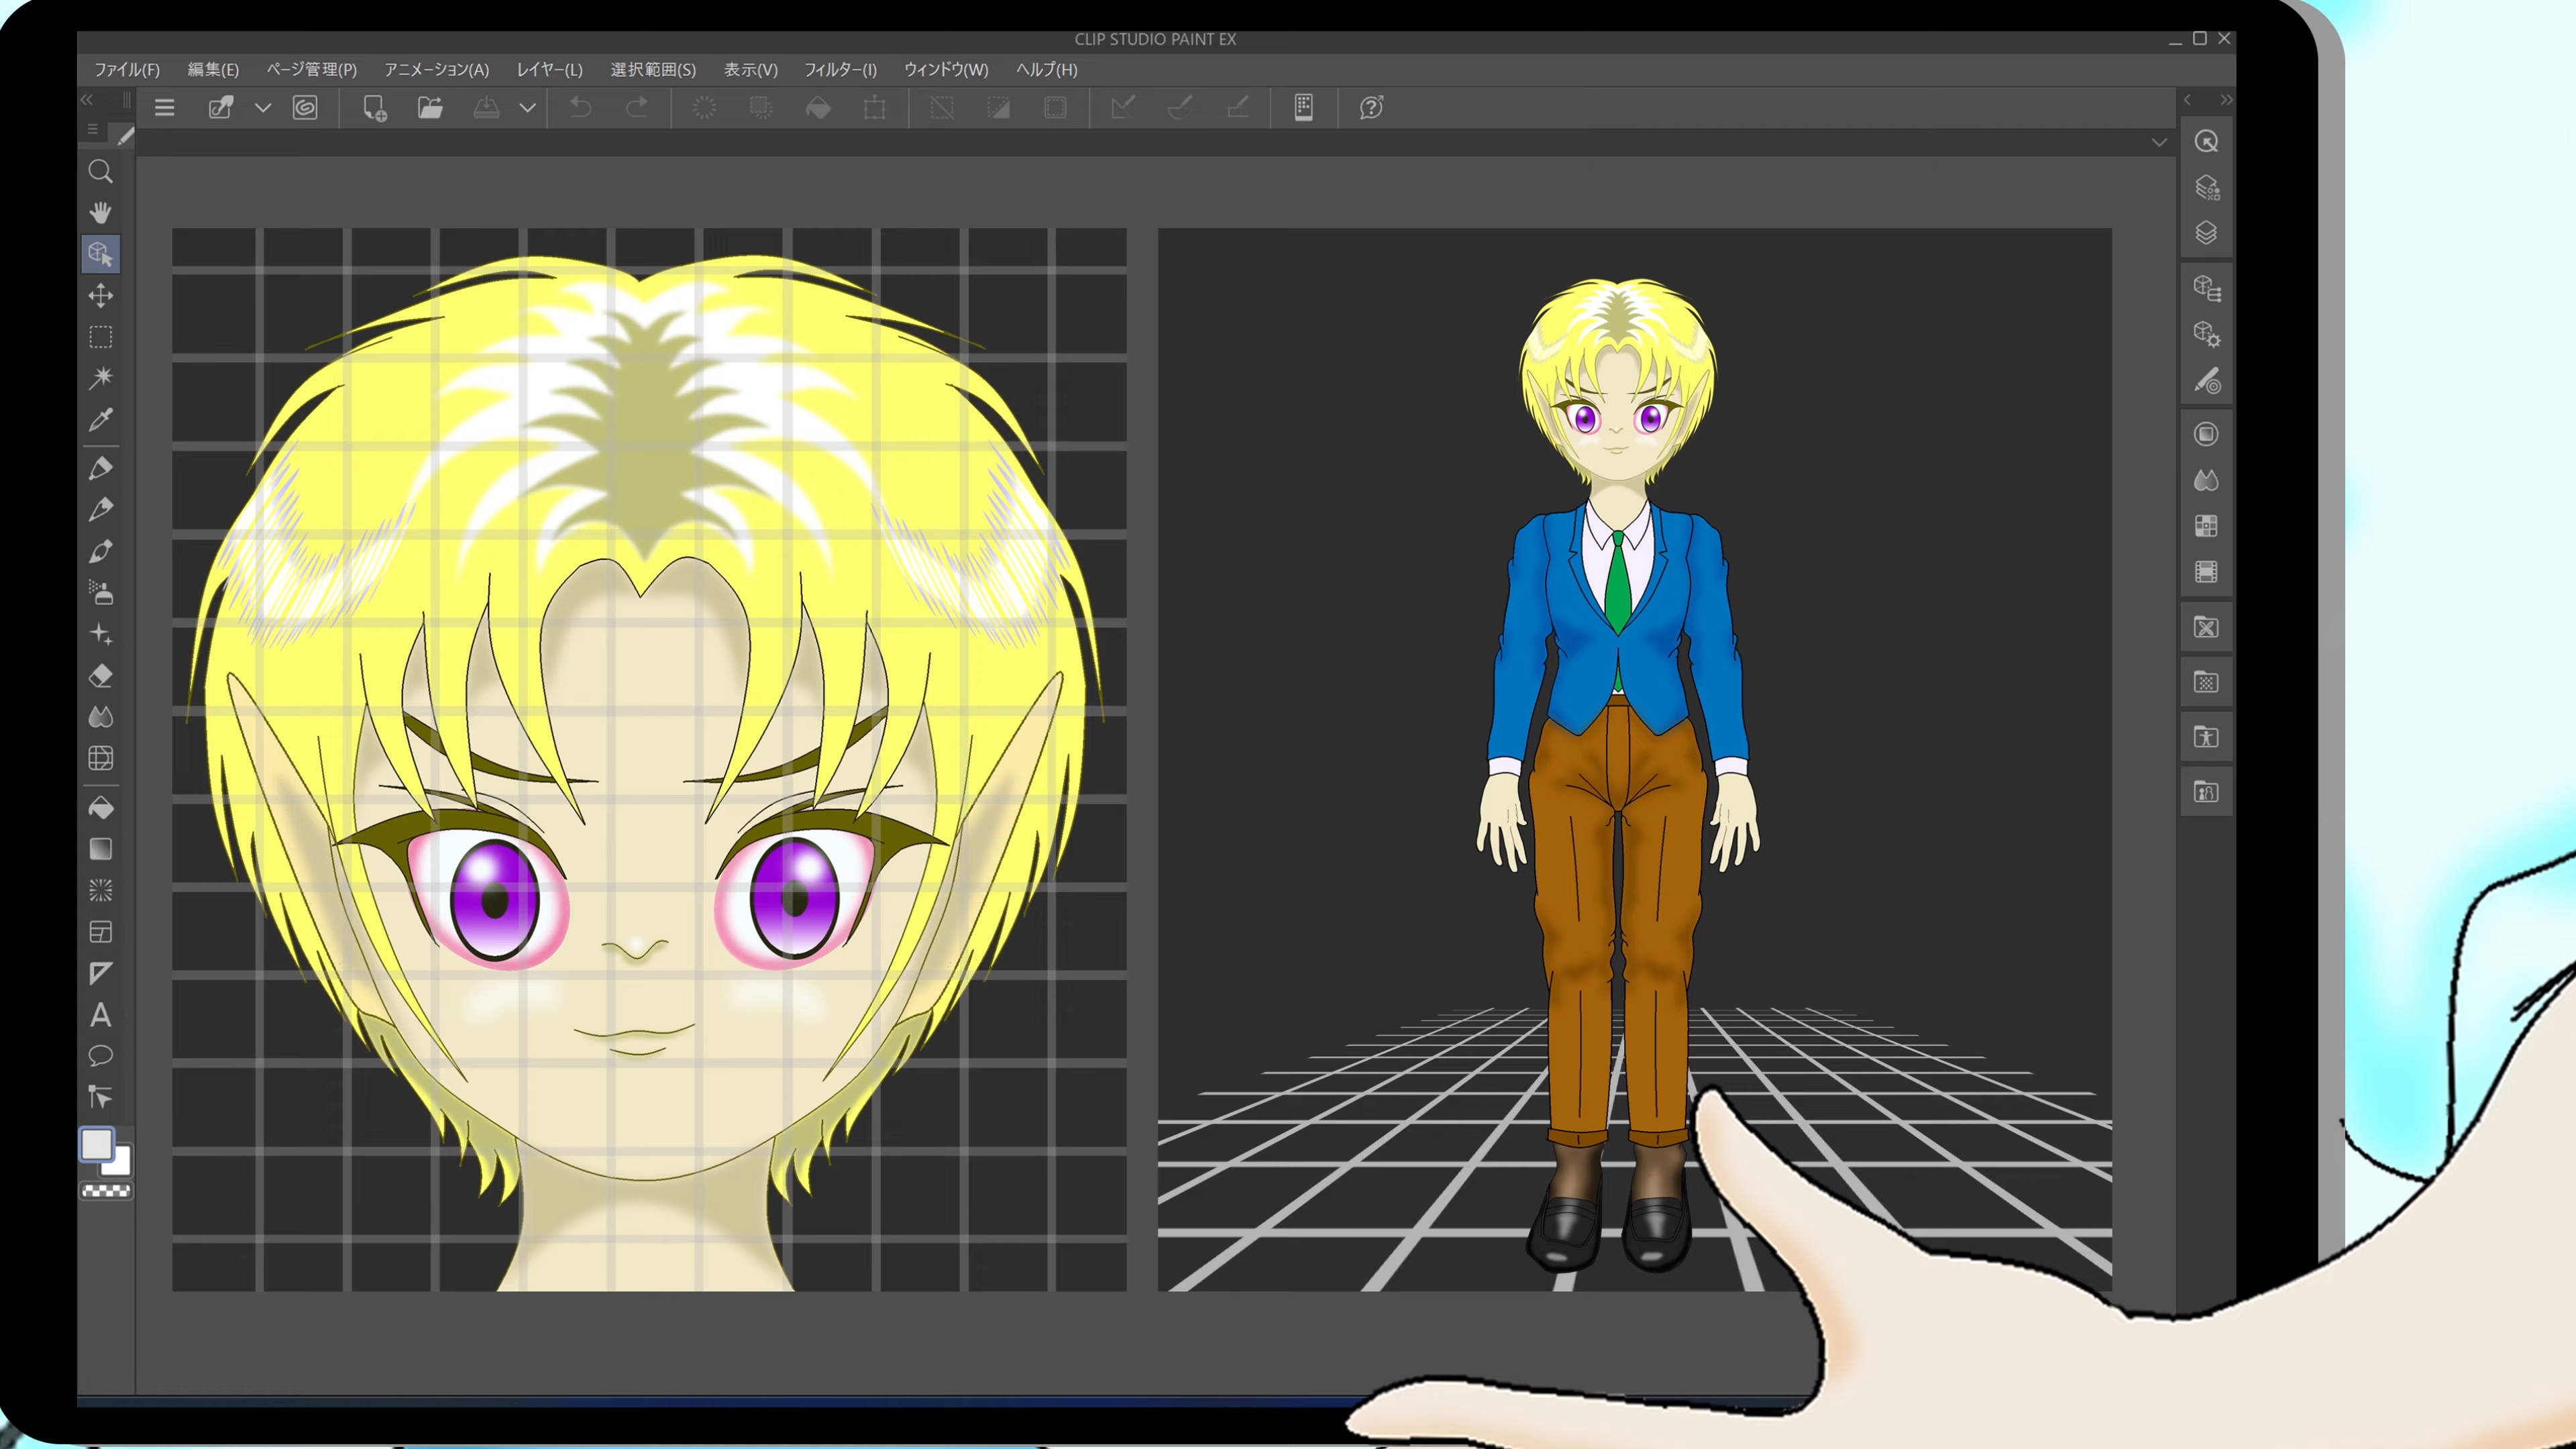 CLIP STUDIO PAINT EX
ファイル(F) 編集(E) ページ管理(P) アニメーション(A) レイヤー(L) 選択範囲(S) 表示(V) フィルター(I) ウィンドウ(W) ヘルプ(H)
A